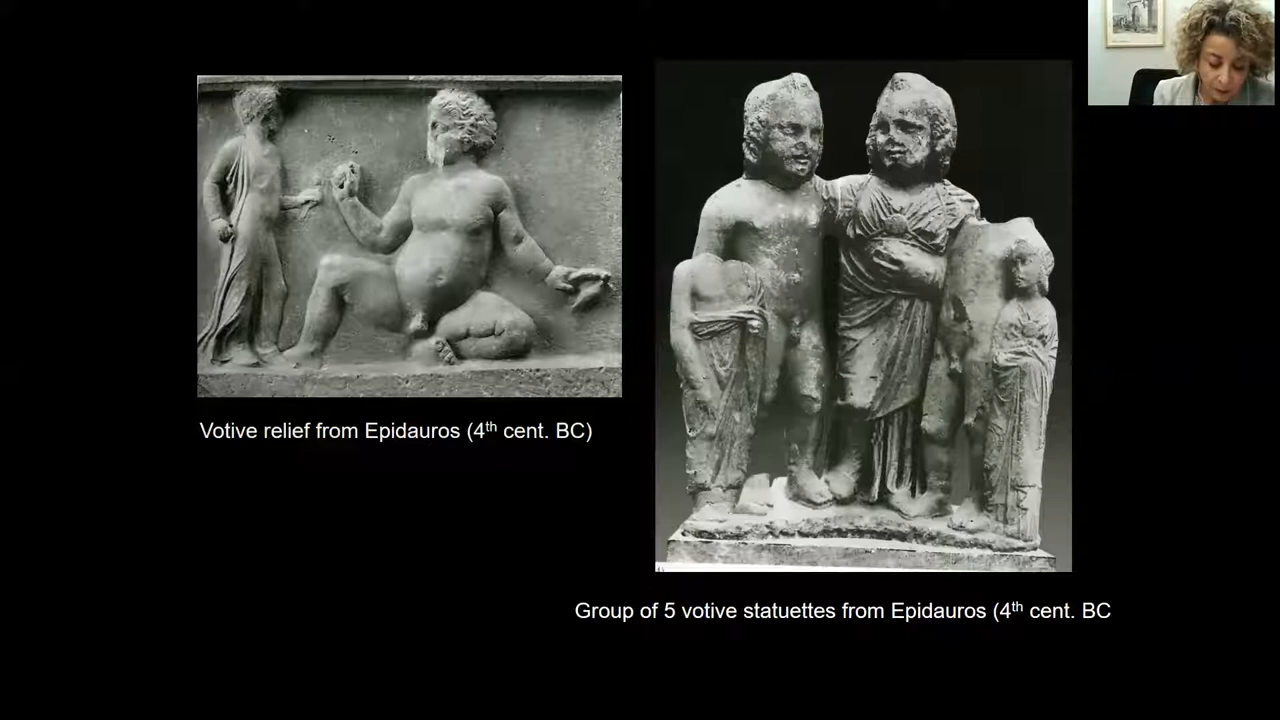 Votive relief from Epidauros (4th cent. BC)
Group of 5 votive statuettes from Epidauros (4th cent. BC